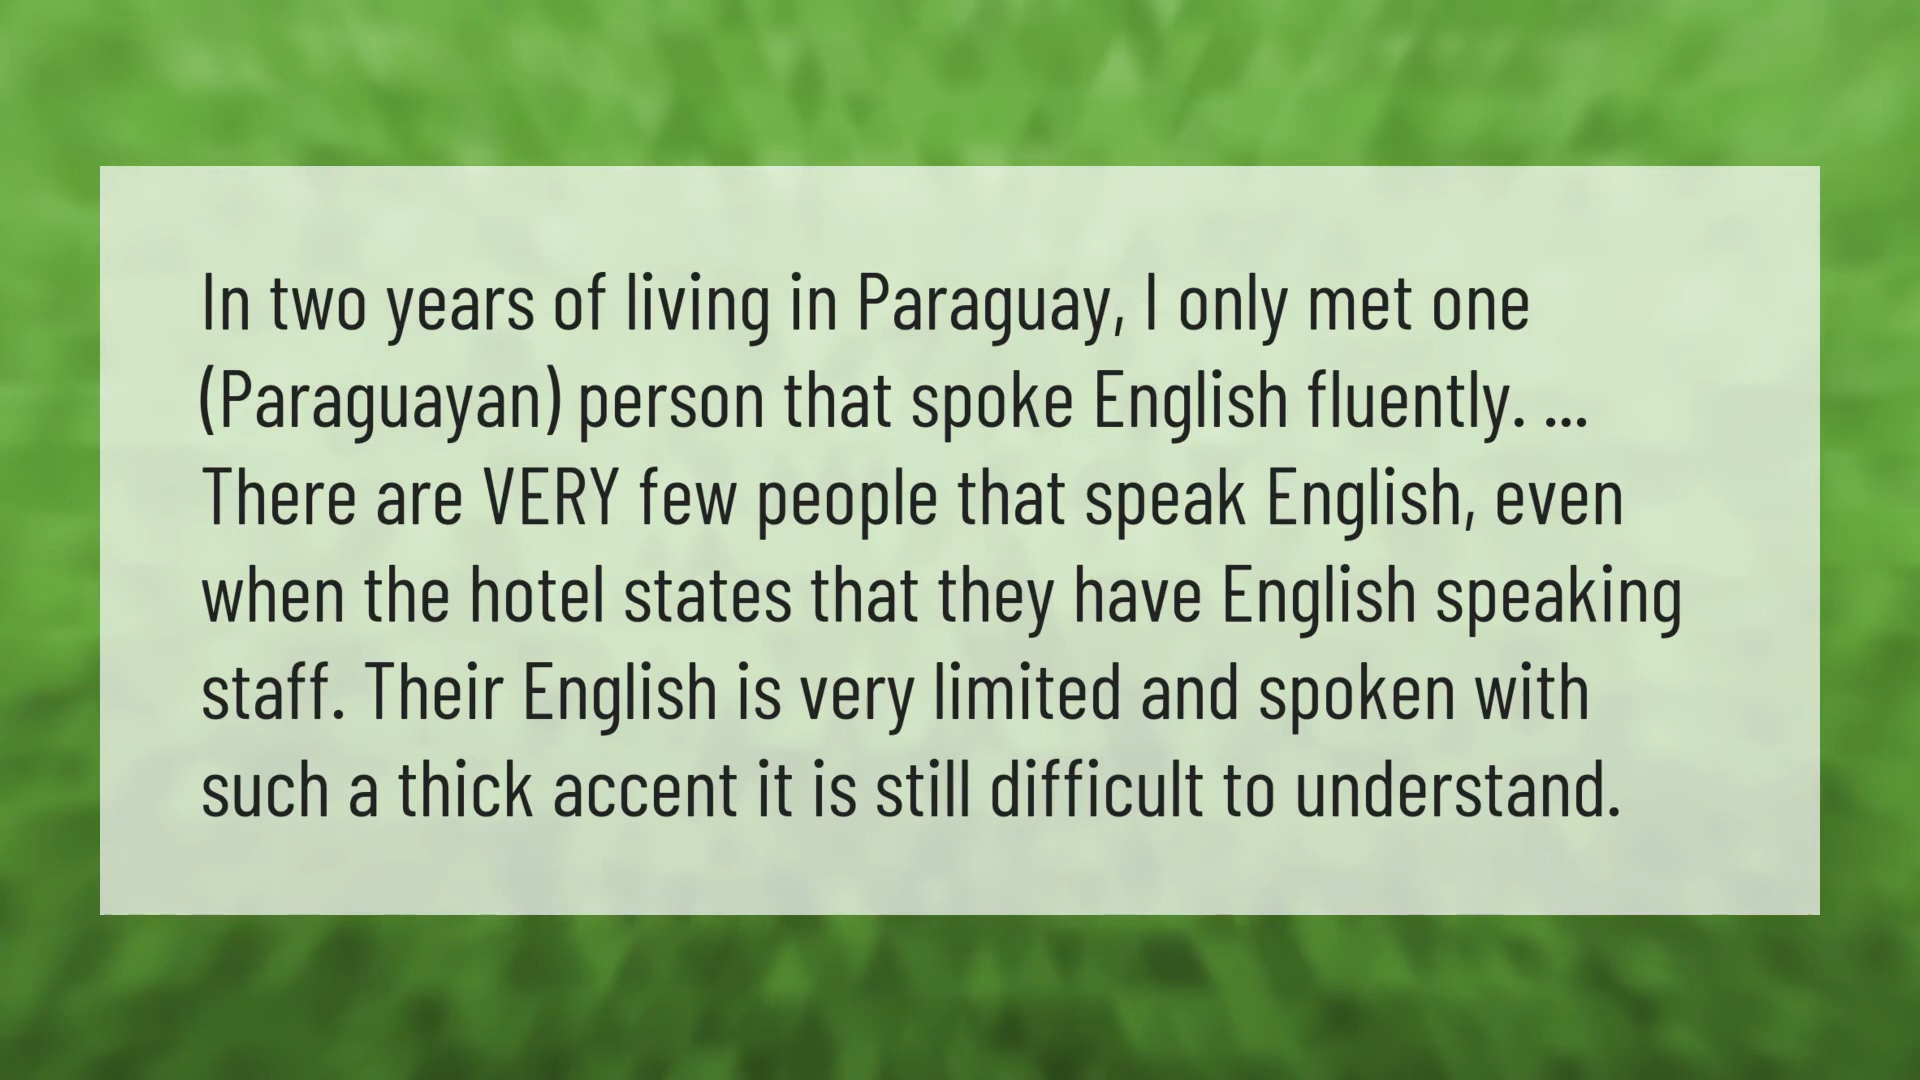 In two years of living in Paraguay, I only met one
(Paraguayan) person that spoke English fluently. ...
There are VERY few people that speak English, even
when the hotel states that they have English speaking
staff. Their English is very limited and spoken with
such a thick accent it is still difficult to understand.